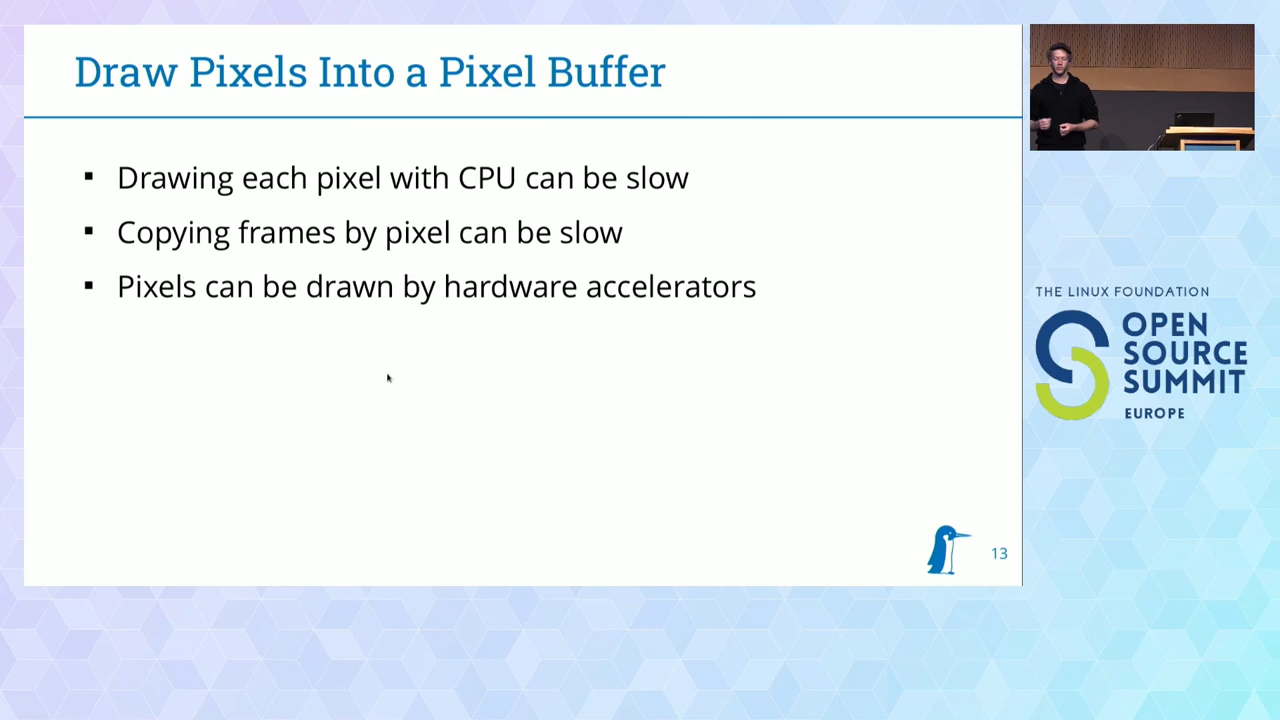 Draw Pixels Into a Pixel Buffer
▪ Drawing each pixel with CPU can be slow
▪ Copying frames by pixel can be slow
▪ Pixels can be drawn by hardware accelerators
13
THE LINUX FOUNDATION
OPEN
SOURCE
SUMMIT
EUROPE